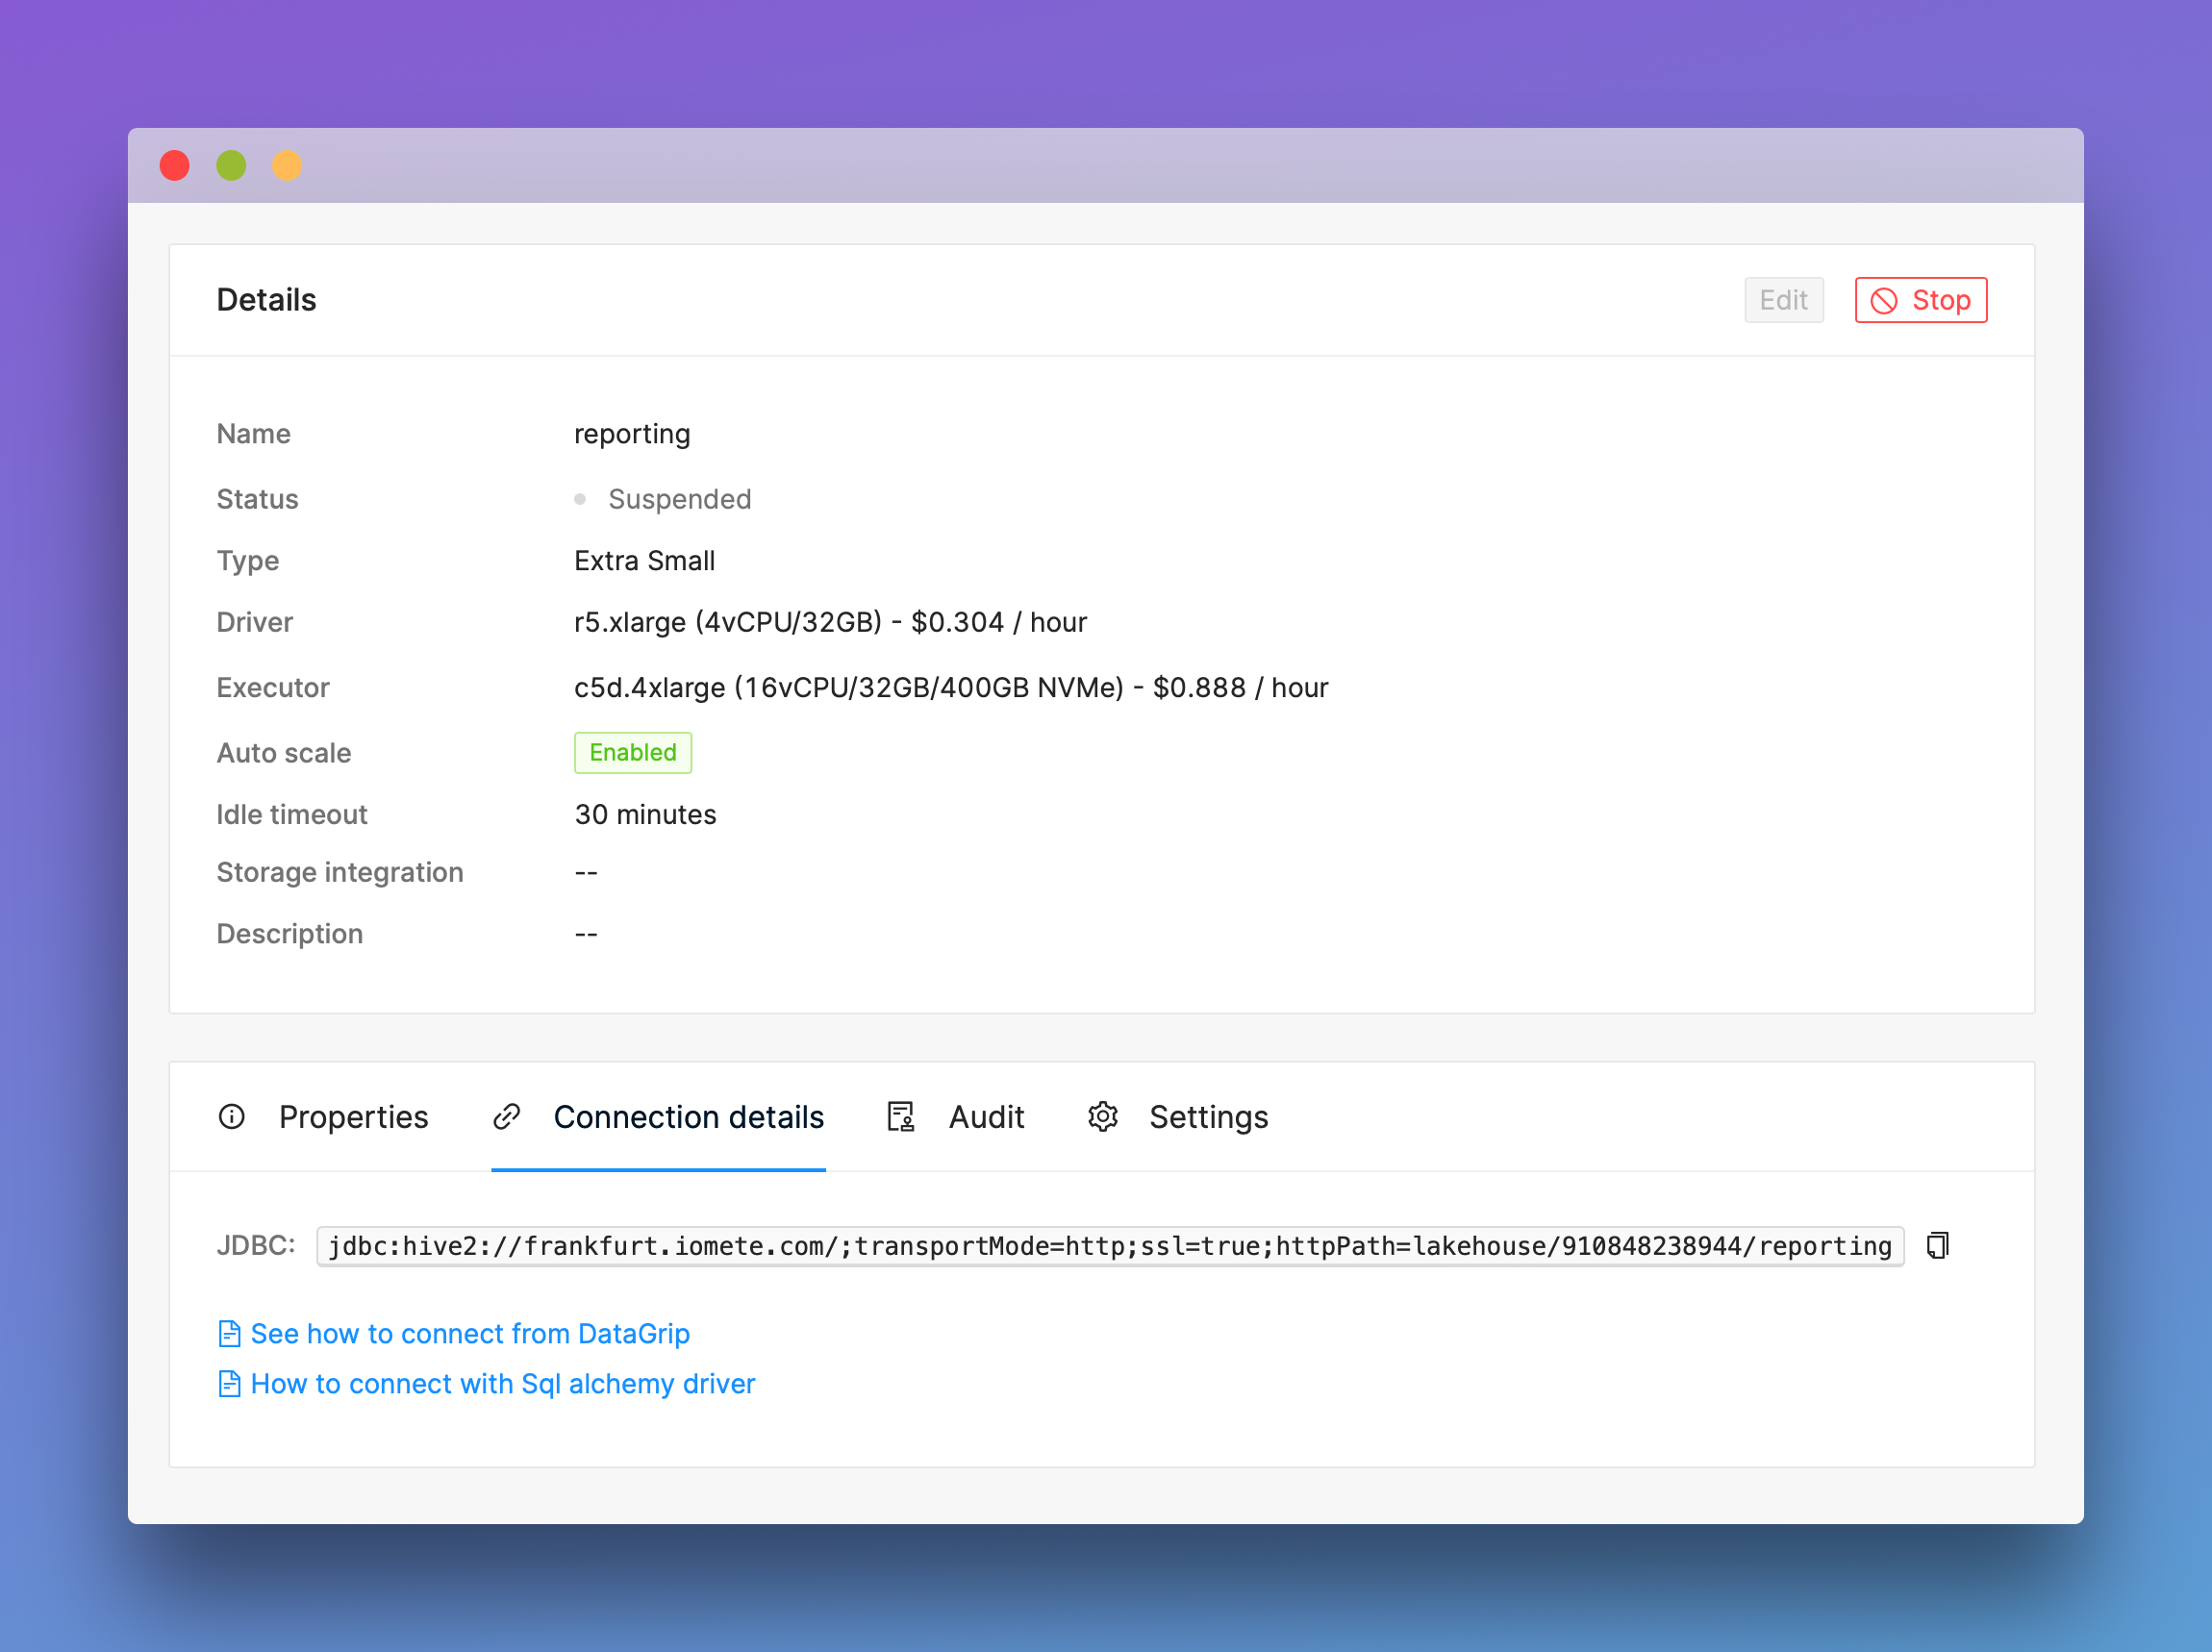 Details
Edit
Stop
Name reporting
Status Suspended
Type Extra Small
Driver r5.xlarge (4vCPU/32GB) - $0.304 / hour
Executor c5d.4xlarge (16vCPU/32GB/400GB NVMe) - $0.888 / hour
Auto scale Enabled
Idle timeout 30 minutes
Storage integration --
Description --
Properties Connection details Audit Settings
JDBC: jdbc:hive2://frankfurt.iomete.com/;transportMode=http;ssl=true;httpPath=lakehouse/910848238944/reporting
See how to connect from DataGrip
How to connect with Sql alchemy driver